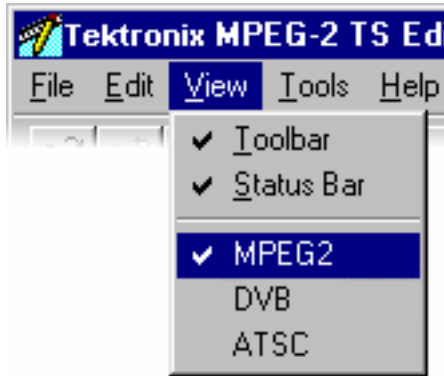 Tektronix MPEG-2 TS Ed
File Edit View Tools Help
Toolbar
Status Bar
MPEG2
DVB
ATSC